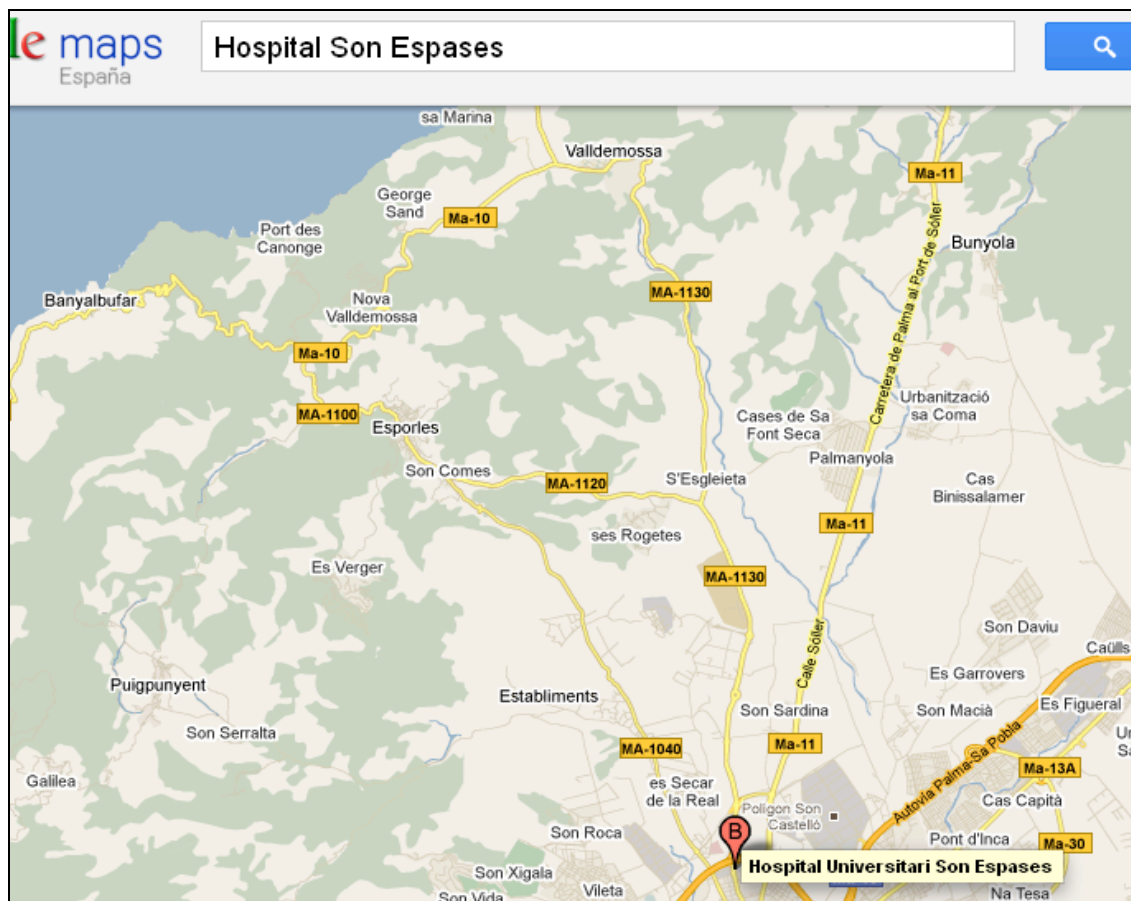 le maps
España
Hospital Son Espases
sa Marina
Valldemossa
Ma-11
George
Sand
Ma-10
Port des
Canonge
Bunyola
Carretera de Palma al Port de Sóller
Banyalbufar
Nova
Valldemossa
MA-1130
Ma-10
MA-1100
Esporles
Cases de Sa
Font Seca
Urbanització
sa Coma
Son Comes
Palmanyola
MA-1120
S'Esgleieta
Cas
Binissalamer
Ma-11
ses Rogetes
Es Verger
MA-1130
Son Daviu
Calle Sóller
Caülls
Es Garrovers
Puigpunyent
Establiments
Son Sardina
Son Macià
Es Figueral
Son Serralta
MA-1040
Ma-11
Autovia Palma-Sa Pobla
Ma-13A
Galilea
es Secar
de la Real
Poligon Son
Castelló
Cas Capità
Son Roca
B
Pont d'Inca
Ma-30
Hospital Universitari Son Espases
Son Xigala
Son Vida
Vileta
Na Tesa